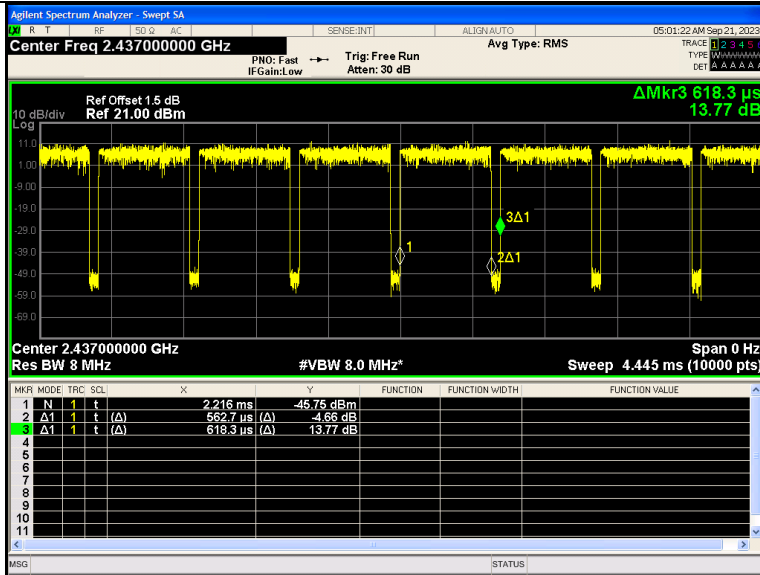 Agilent Spectrum Analyzer - Swept SA
LXI R T RF 50 Ω AC SENSE:INT ALIGN AUTO 05:01:22 AM Sep 21, 2023
Center Freq 2.437000000 GHz Avg Type: RMS TRACE 1 2 3 4 5
PNO: Fast Trig: Free Run TYPE W
IFGain:Low Atten: 30 dB DET A A A A A
ΔMkr3 618.3 µs
Ref Offset 1.5 dB
10 dB/div Ref 21.00 dBm 13.77 dB
Log
11.0
1.00
-9.00
-19.0
3Δ1
-29.0
-39.0
1
2Δ1
-49.0
-59.0
-69.0
Center 2.437000000 GHz Span 0 Hz
Res BW 8 MHz #VBW 8.0 MHz* Sweep 4.445 ms (10000 pts)
MKR MODE TRC SCL X Y FUNCTION FUNCTION WIDTH FUNCTION VALUE
1 N 1 t 2.216 ms -45.75 dBm
2 Δ1 1 t (Δ) 562.7 µs (Δ) -4.66 dB
3 Δ1 1 t (Δ) 618.3 µs (Δ) 13.77 dB
4
5
6
7
8
9
10
11
MSG STATUS